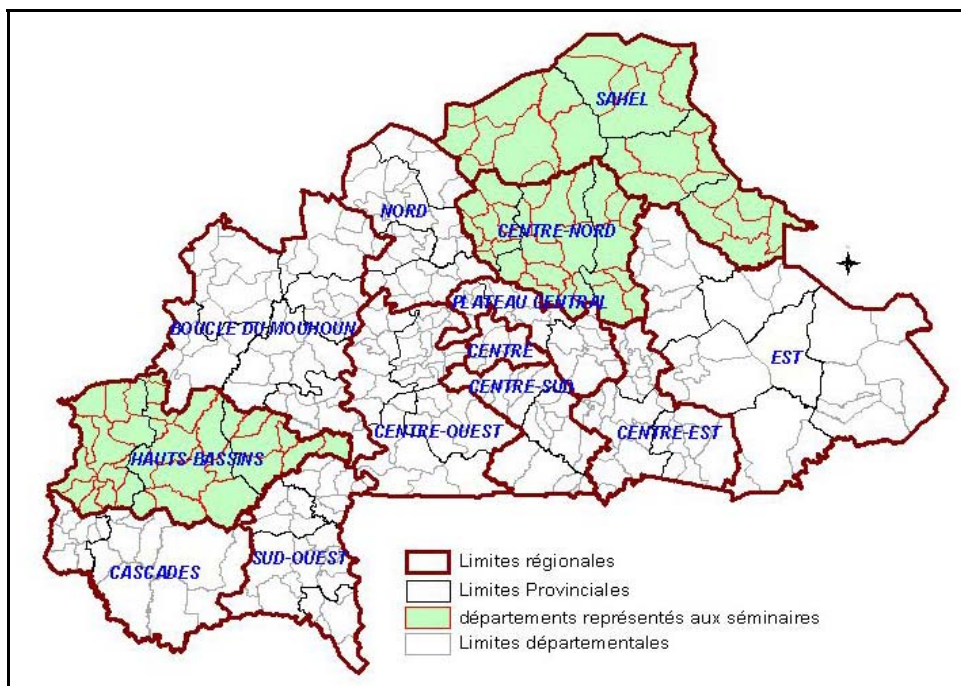 SAHEL
NORD
CENTRE-NORD
PLATEAU CENTRAL
BOUCLE DU MOUHOUN
CENTRE
EST
CENTRE-SUD
CENTRE-OUEST
CENTRE-EST
HAUTS-BASSINS
SUD-OUEST
CASCADES
Limites régionales
Limites Provinciales
départements représentés aux séminaires
Limites départementales